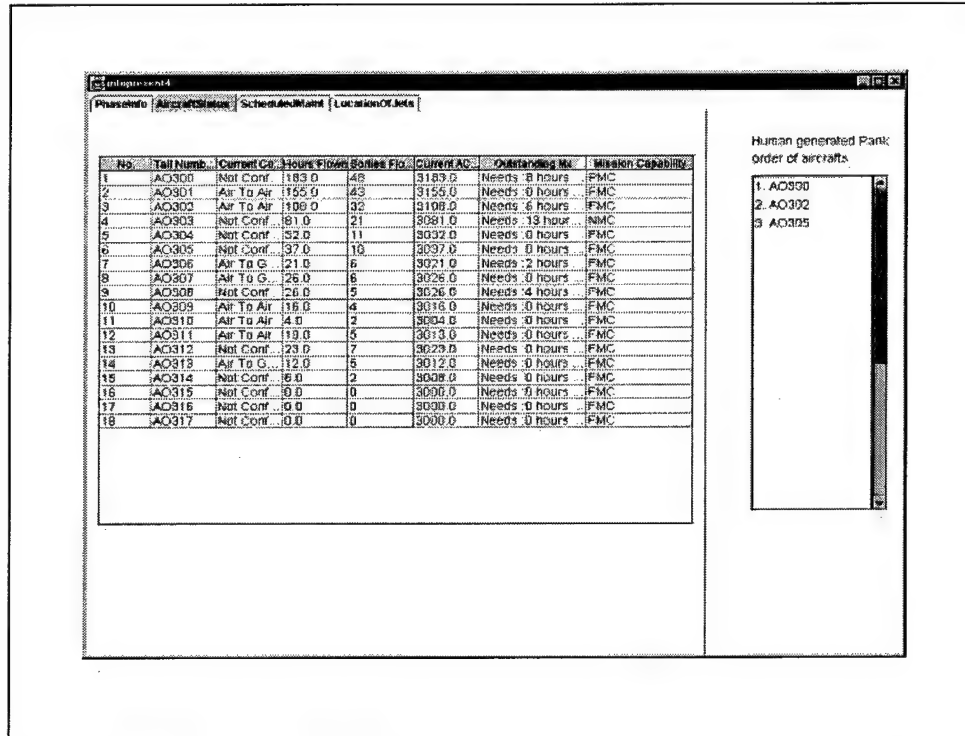 infopresent4
PhaseInfo AircraftStatus ScheduledMaint LocationOfJets
Human generated Rank order of aircrafts
1. AO300
2. AO302
3. AO305
No. Tail Numb... Current Co... Hours Flown Sorties Flo... Current AC... Outstanding Mx Mission Capability
1 AO300 Not Conf... 183.0 48 3183.0 Needs :8 hours ... PMC
2 AO301 Air To Air 155.0 43 3155.0 Needs :0 hours ... FMC
3 AO302 Air To Air 108.0 32 3108.0 Needs :6 hours ... FMC
4 AO303 Not Conf... 81.0 21 3081.0 Needs :13 hour... NMC
5 AO304 Not Conf... 32.0 11 3032.0 Needs :0 hours ... FMC
6 AO305 Not Conf... 37.0 10 3037.0 Needs :0 hours ... FMC
7 AO306 Air To G... 21.0 6 3021.0 Needs :2 hours ... FMC
8 AO307 Air To G... 26.0 6 3026.0 Needs :0 hours ... FMC
9 AO308 Not Conf... 26.0 5 3026.0 Needs :4 hours ... PMC
10 AO309 Air To Air 16.0 4 3016.0 Needs :0 hours ... FMC
11 AO310 Air To Air 4.0 2 3004.0 Needs :0 hours ... FMC
12 AO311 Air To Air 13.0 5 3013.0 Needs :0 hours ... FMC
13 AO312 Not Conf... 23.0 7 3023.0 Needs :0 hours ... FMC
14 AO313 Air To G... 12.0 5 3012.0 Needs :0 hours ... FMC
15 AO314 Not Conf... 6.0 2 3006.0 Needs :0 hours ... FMC
16 AO315 Not Conf... 0.0 0 3000.0 Needs :0 hours ... FMC
17 AO316 Not Conf... 0.0 0 3000.0 Needs :0 hours ... FMC
18 AO317 Not Conf... 0.0 0 3000.0 Needs :0 hours ... FMC